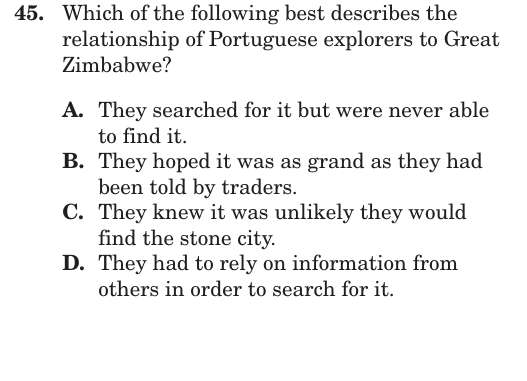 45. Which of the following best describes the
relationship of Portuguese explorers to Great
Zimbabwe?
A. They searched for it but were never able
to find it.
B. They hoped it was as grand as they had
been told by traders.
C. They knew it was unlikely they would
find the stone city.
D. They had to rely on information from
others in order to search for it.